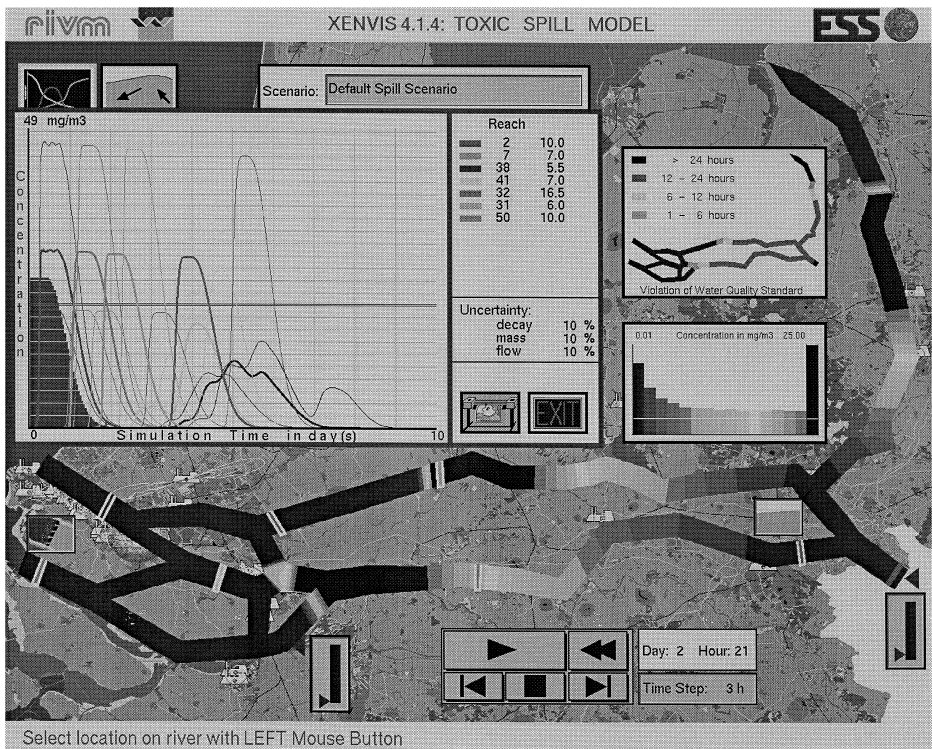 rivm
XENVIS 4.1.4: TOXIC SPILL MODEL
ESS
Scenario: Default Spill Scenario
49 mg/m3
Concentration
0 Simulation Time in day(s) 10
Reach
2 10.0
7 7.0
38 5.5
41 7.0
32 16.5
31 6.0
50 10.0
Uncertainty:
decay 10 %
mass 10 %
flow 10 %
EXIT
> 24 hours
12 - 24 hours
6 - 12 hours
1 - 6 hours
Violation of Water Quality Standard
0.01 Concentration in mg/m3 25.00
Day: 2 Hour: 21
Time Step: 3 h
Select location on river with LEFT Mouse Button